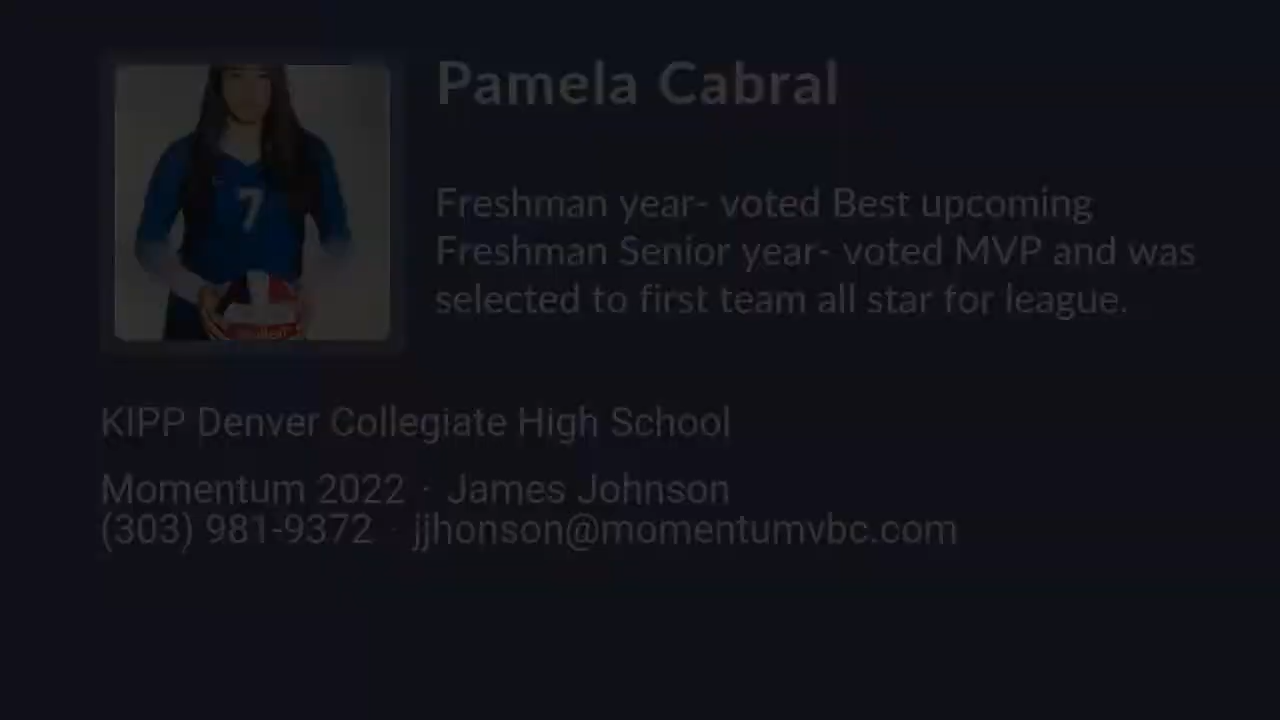 Pamela Cabral
7
Freshman year- voted Best upcoming
Freshman Senior year- voted MVP and was
selected to first team all star for league.
KIPP Denver Collegiate High School
Momentum 2022 · James Johnson
(303) 981-9372 · jjhonson@momentumvbc.com